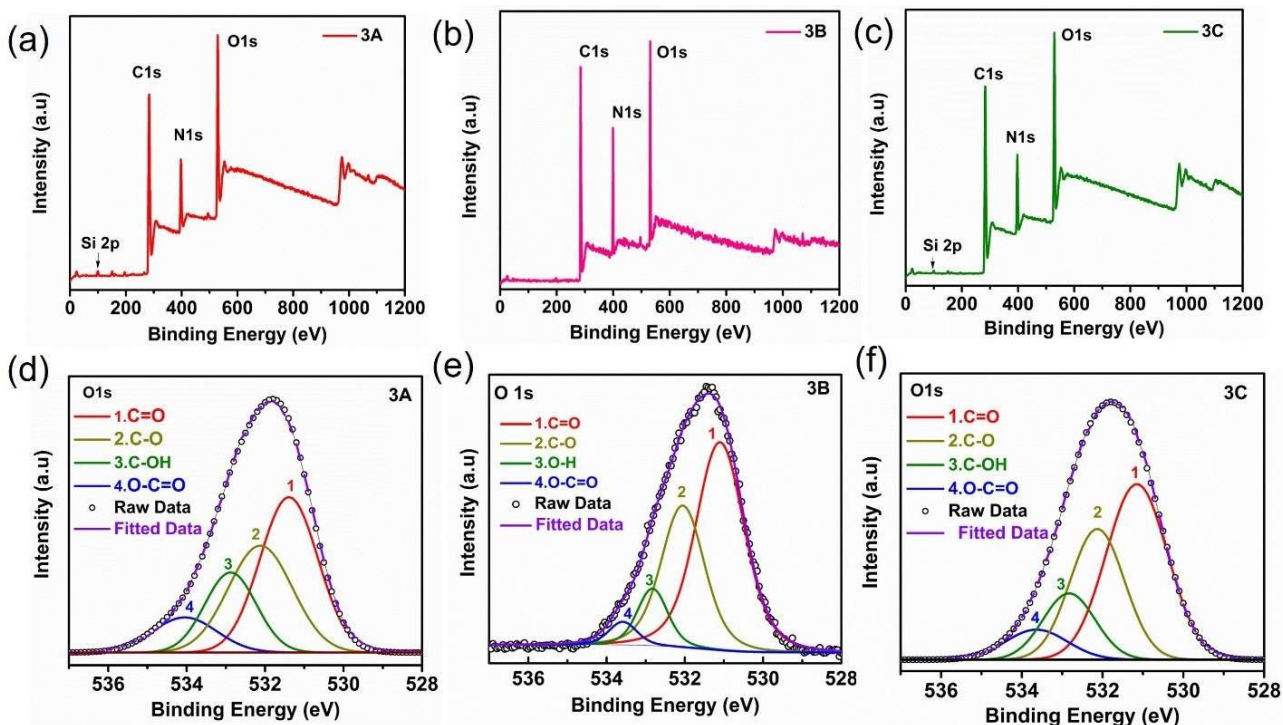 (a)
3A
O1s
C1s
N1s
Si 2p
Intensity (a.u)
0 200 400 600 800 1000 1200
Binding Energy (eV)
(b)
3B
O1s
C1s
N1s
Intensity (a.u)
0 200 400 600 800 1000 1200
Binding Energy (eV)
(c)
3C
O1s
C1s
N1s
Si 2p
Intensity (a.u)
0 200 400 600 800 1000 1200
Binding Energy (eV)
(d)
O1s
3A
1.C=O
2.C-O
3.C-OH
4.O-C=O
Raw Data
Fitted Data
1
2
3
4
Intensity (a.u)
536 534 532 530 528
Binding Energy (eV)
(e)
O 1s
3B
1.C=O
2.C-O
3.O-H
4.O-C=O
Raw Data
Fitted Data
1
2
3
4
Intensity (a.u)
536 534 532 530 528
Binding Energy (eV)
(f)
O1s
3C
1.C=O
2.C-O
3.C-OH
4.O-C=O
Raw Data
Fitted Data
1
2
3
4
Intensity (a.u)
536 534 532 530 528
Binding Energy (eV)